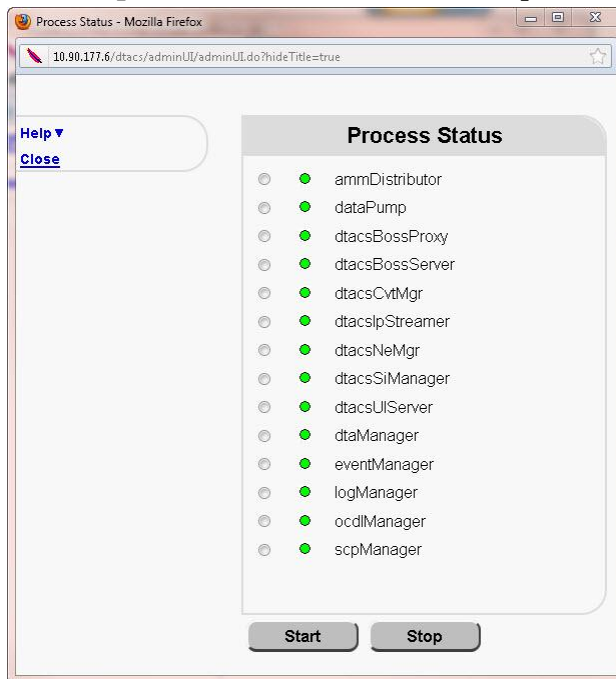 Process Status - Mozilla Firefox
10.90.177.6/dtacs/adminUI/adminUI.do?hideTitle=true
Help▼
Close
Process Status
ammDistributor
dataPump
dtacsBossProxy
dtacsBossServer
dtacsCvtMgr
dtacsIpStreamer
dtacsNeMgr
dtacsSiManager
dtacsUIServer
dtaManager
eventManager
logManager
ocdlManager
scpManager
Start
Stop